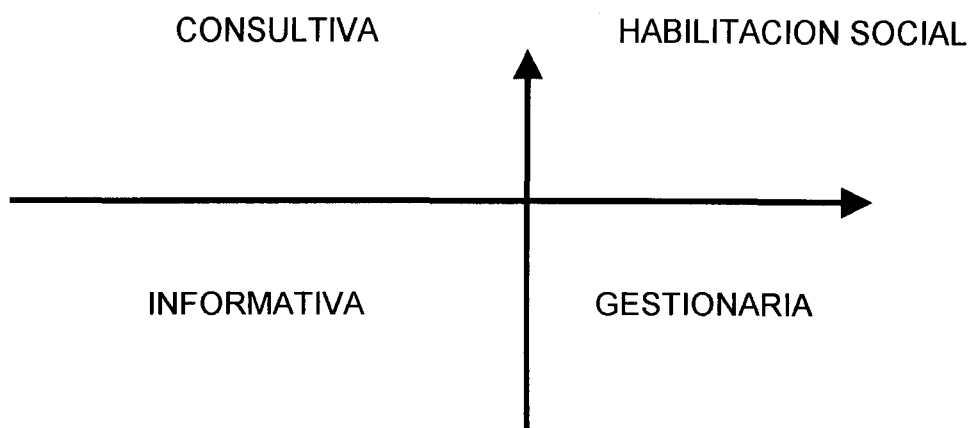 CONSULTIVA HABILITACION SOCIAL
INFORMATIVA GESTIONARIA